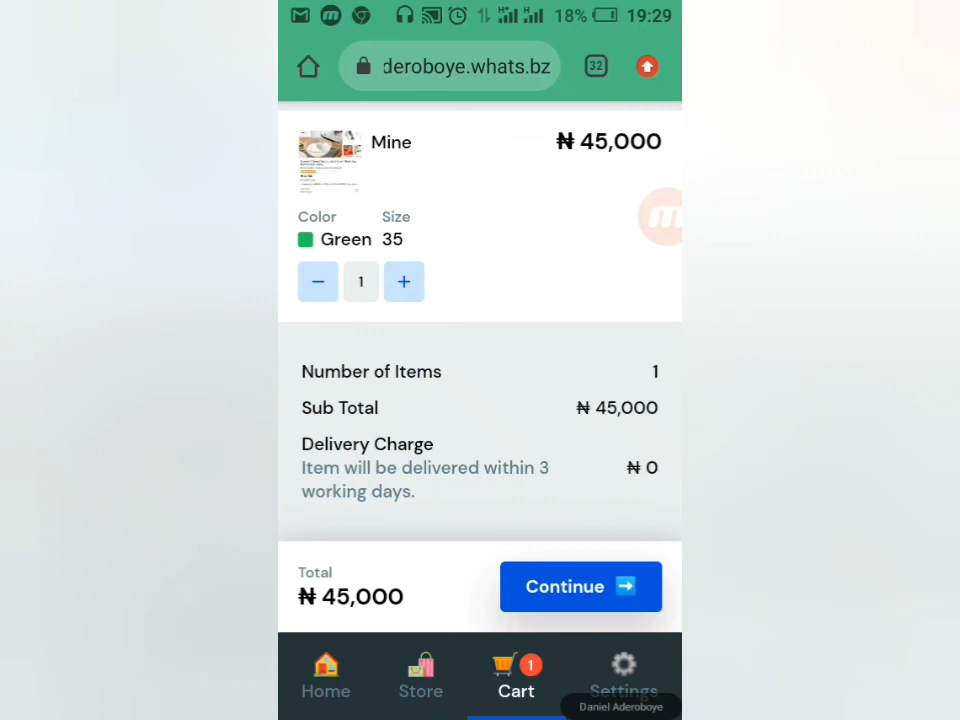 18% 19:29
deroboye.whats.bz 32
Mine ₦ 45,000
Color Size
Green 35
− 1 +
Number of Items 1
Sub Total ₦ 45,000
Delivery Charge
Item will be delivered within 3 ₦ 0
working days.
Total
₦ 45,000
Continue
1
Home Store Cart Settings
Daniel Aderoboye